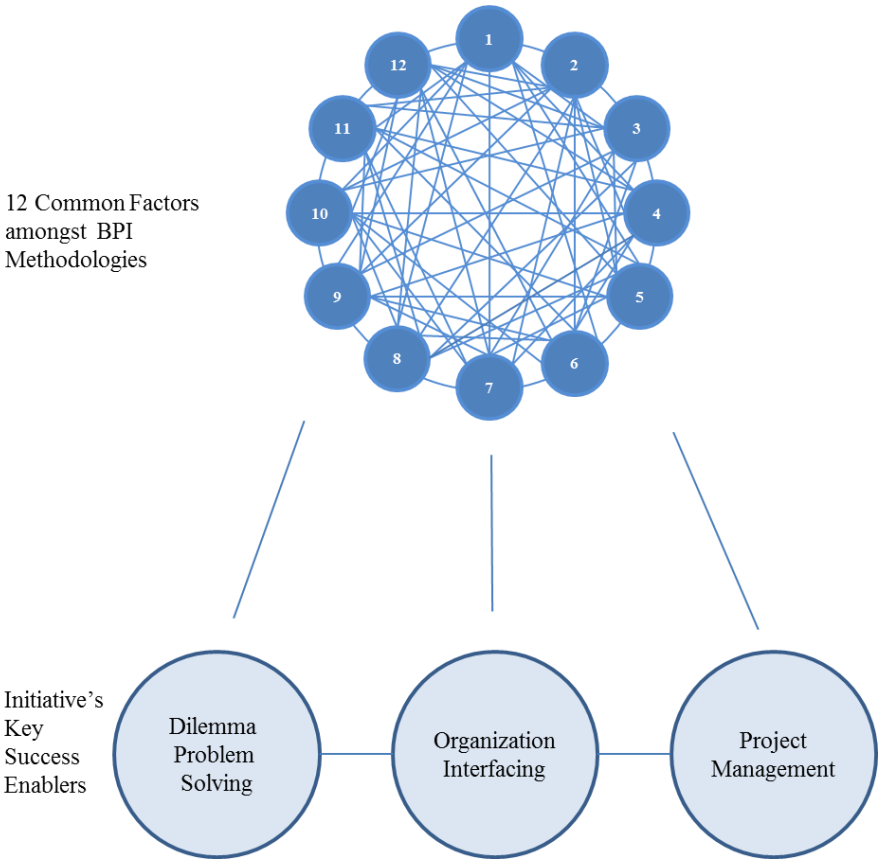 1
2
3
4
5
6
7
8
9
10
11
12
12 Common Factors
amongst BPI
Methodologies
Initiative's
Key
Success
Enablers
Dilemma
Problem
Solving
Organization
Interfacing
Project
Management